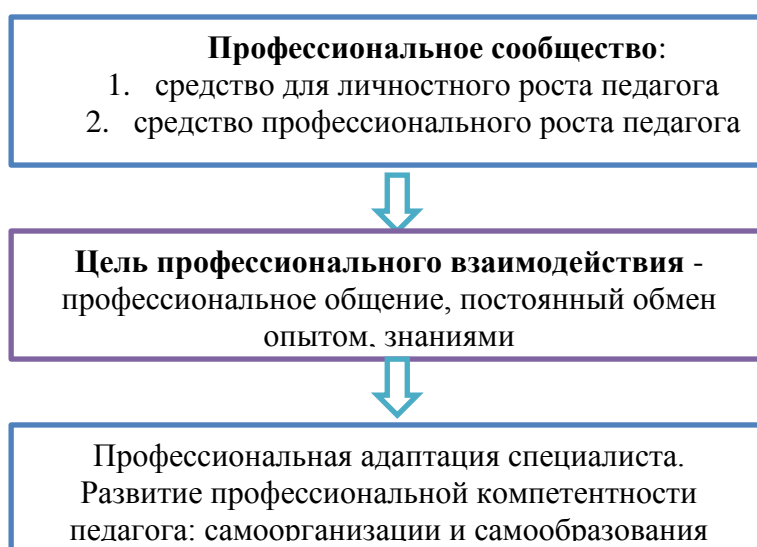 Профессиональное сообщество:
1. средство для личностного роста педагога
2. средство профессионального роста педагога
Цель профессионального взаимодействия -
профессиональное общение, постоянный обмен
опытом, знаниями
Профессиональная адаптация специалиста.
Развитие профессиональной компетентности
педагога: самоорганизации и самообразования